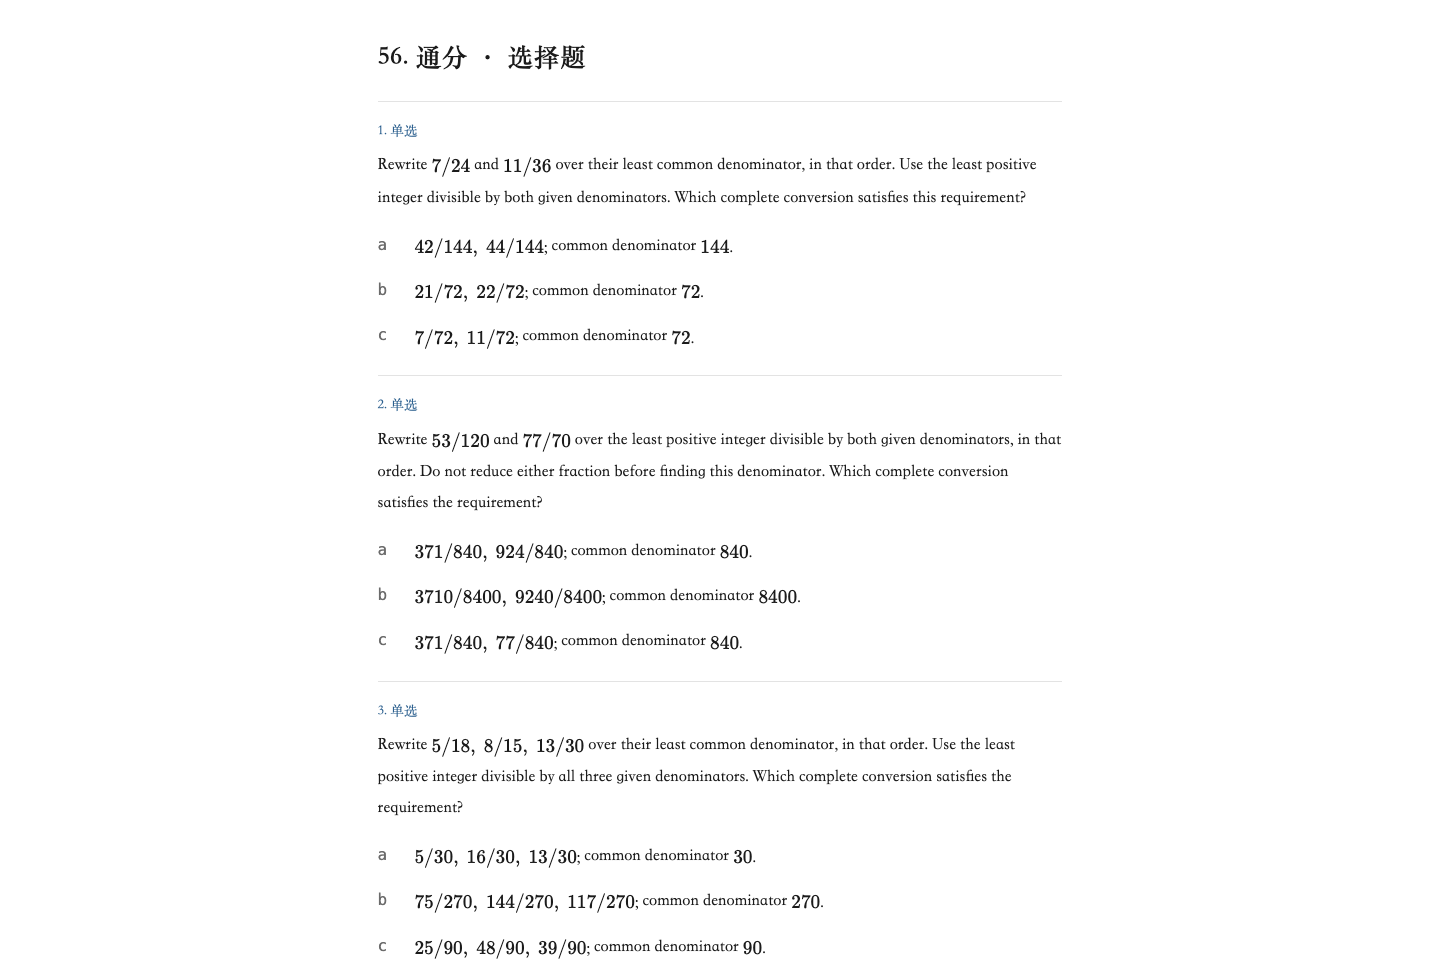 56. 通分 · 选择题
1. 单选
Rewrite 7/24 and 11/36 over their least common denominator, in that order. Use the least positive
integer divisible by both given denominators. Which complete conversion satisfies this requirement?
a 42/144, 44/144; common denominator 144.
b 21/72, 22/72; common denominator 72.
c 7/72, 11/72; common denominator 72.
2. 单选
Rewrite 53/120 and 77/70 over the least positive integer divisible by both given denominators, in that
order. Do not reduce either fraction before finding this denominator. Which complete conversion
satisfies the requirement?
a 371/840, 924/840; common denominator 840.
b 3710/8400, 9240/8400; common denominator 8400.
c 371/840, 77/840; common denominator 840.
3. 单选
Rewrite 5/18, 8/15, 13/30 over their least common denominator, in that order. Use the least
positive integer divisible by all three given denominators. Which complete conversion satisfies the
requirement?
a 5/30, 16/30, 13/30; common denominator 30.
b 75/270, 144/270, 117/270; common denominator 270.
c 25/90, 48/90, 39/90; common denominator 90.